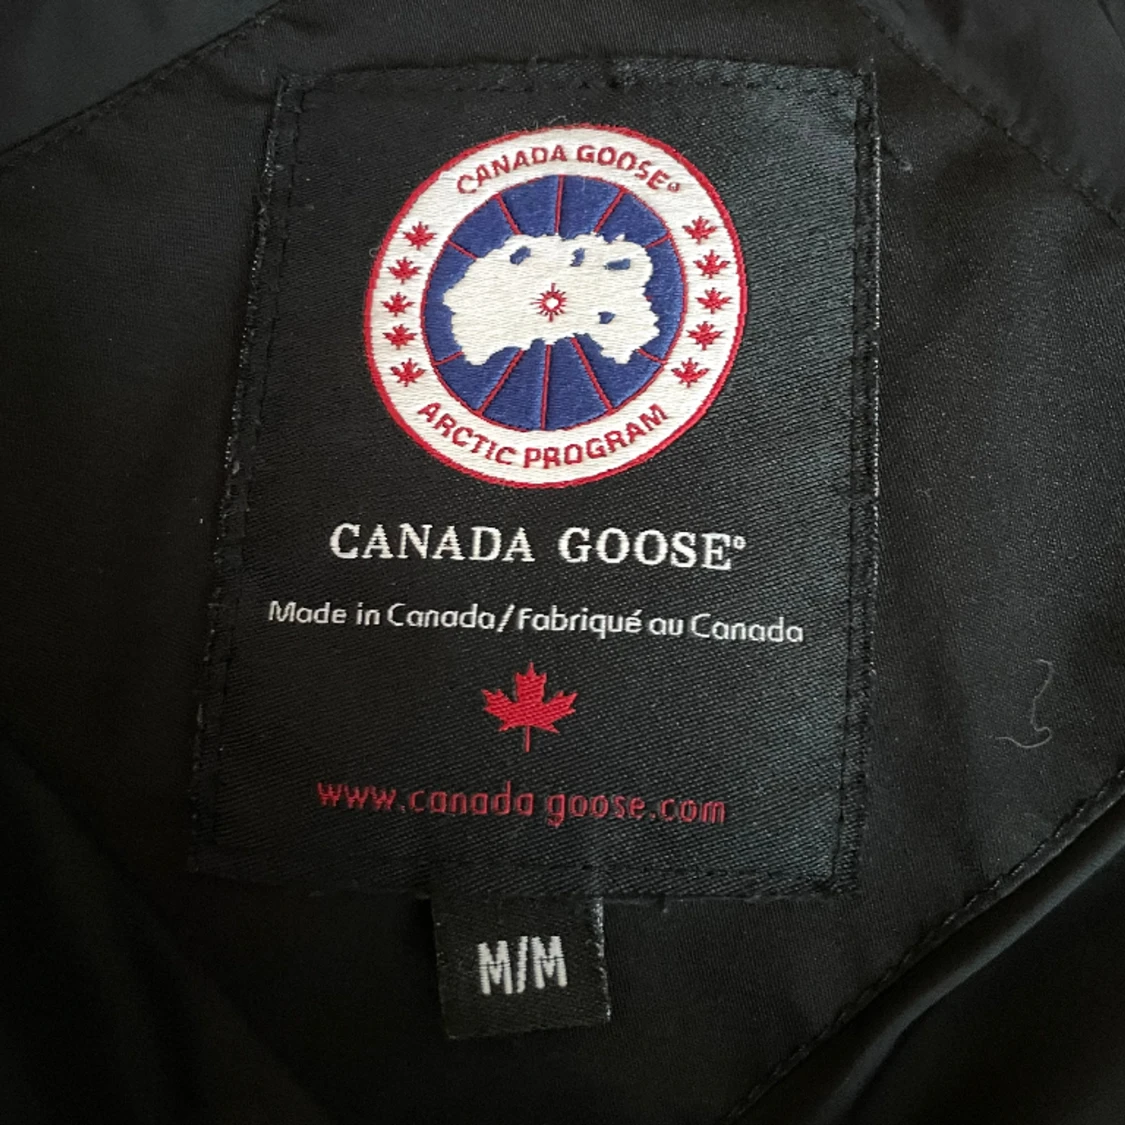 CANADA GOOSE®
ARCTIC PROGRAM
CANADA GOOSE®
Made in Canada/Fabriqué au Canada
www.canada goose.com
M/M